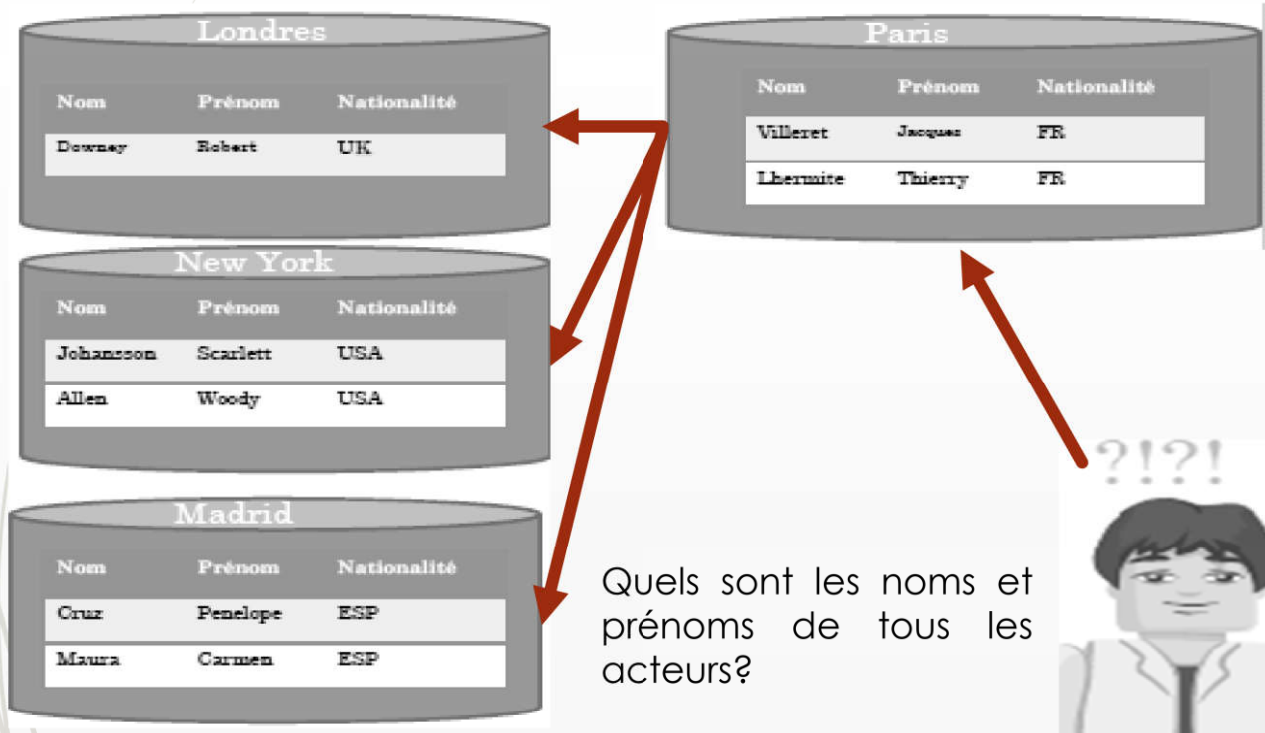 Londres
Nom Prénom Nationalité
Downey Robert UK
New York
Nom Prénom Nationalité
Johansson Scarlett USA
Allen Woody USA
Madrid
Nom Prénom Nationalité
Cruz Penelope ESP
Maura Carmen ESP
Paris
Nom Prénom Nationalité
Villeret Jacques FR
Lhermite Thierry FR
?!?!
Quels sont les noms et
prénoms de tous les
acteurs?